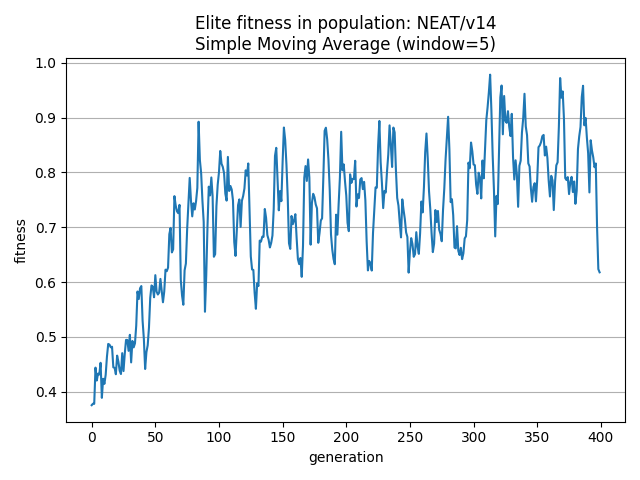 Elite fitness in population: NEAT/v14
Simple Moving Average (window=5)
1.0
0.9
0.8
0.7
0.6
0.5
0.4
fitness
0 50 100 150 200 250 300 350 400
generation